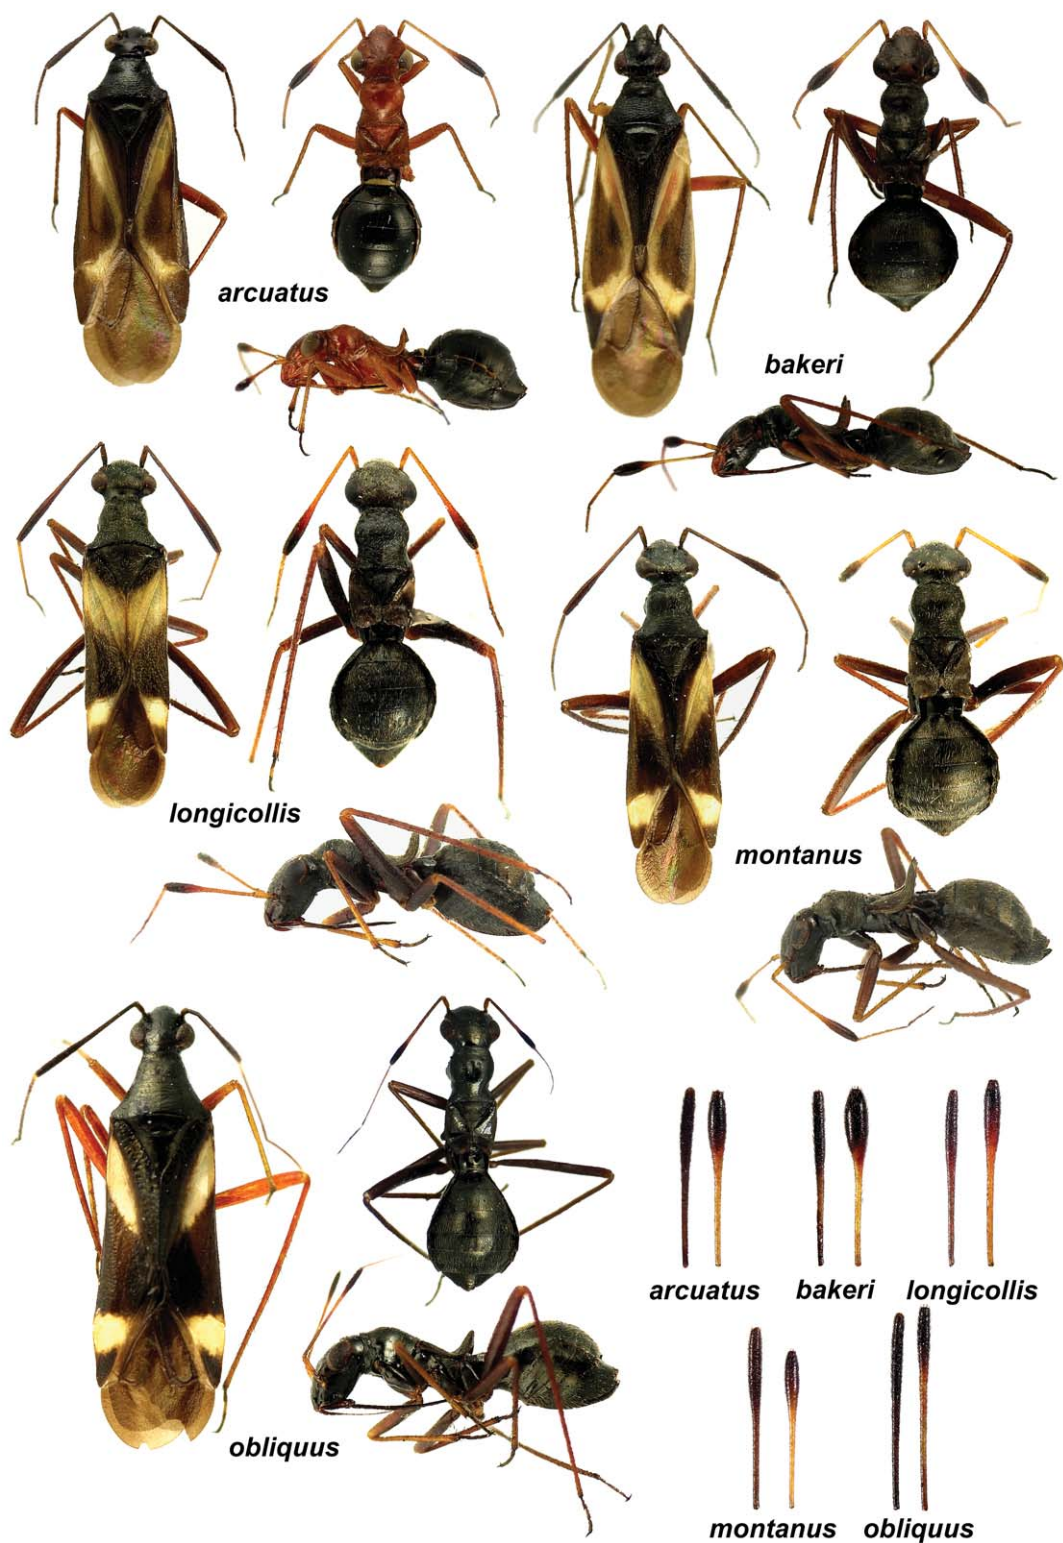 arcuatus
bakeri
longicollis
montanus
obliquus
arcuatus bakeri longicollis
montanus obliquus